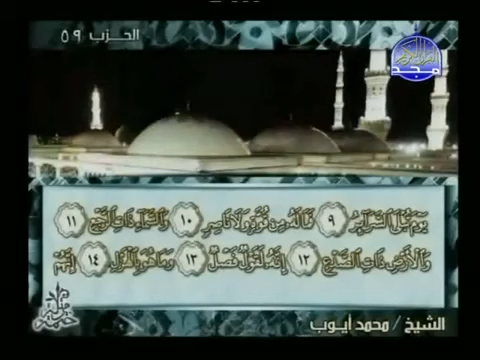 الحزب ٥٩
مجد
يَوْمَ تُبْلَى السَّرَائِرُ ٩ فَمَا لَهُ مِن قُوَّةٍ وَلَا نَاصِرٍ ١٠ وَالسَّمَاءِ ذَاتِ الرَّجْعِ ١١
وَالْأَرْضِ ذَاتِ الصَّدْعِ ١٢ إِنَّهُ لَقَوْلٌ فَصْلٌ ١٣ وَمَا هُوَ بِالْهَزْلِ ١٤ إِنَّهُمْ
الشيخ / محمد أيوب